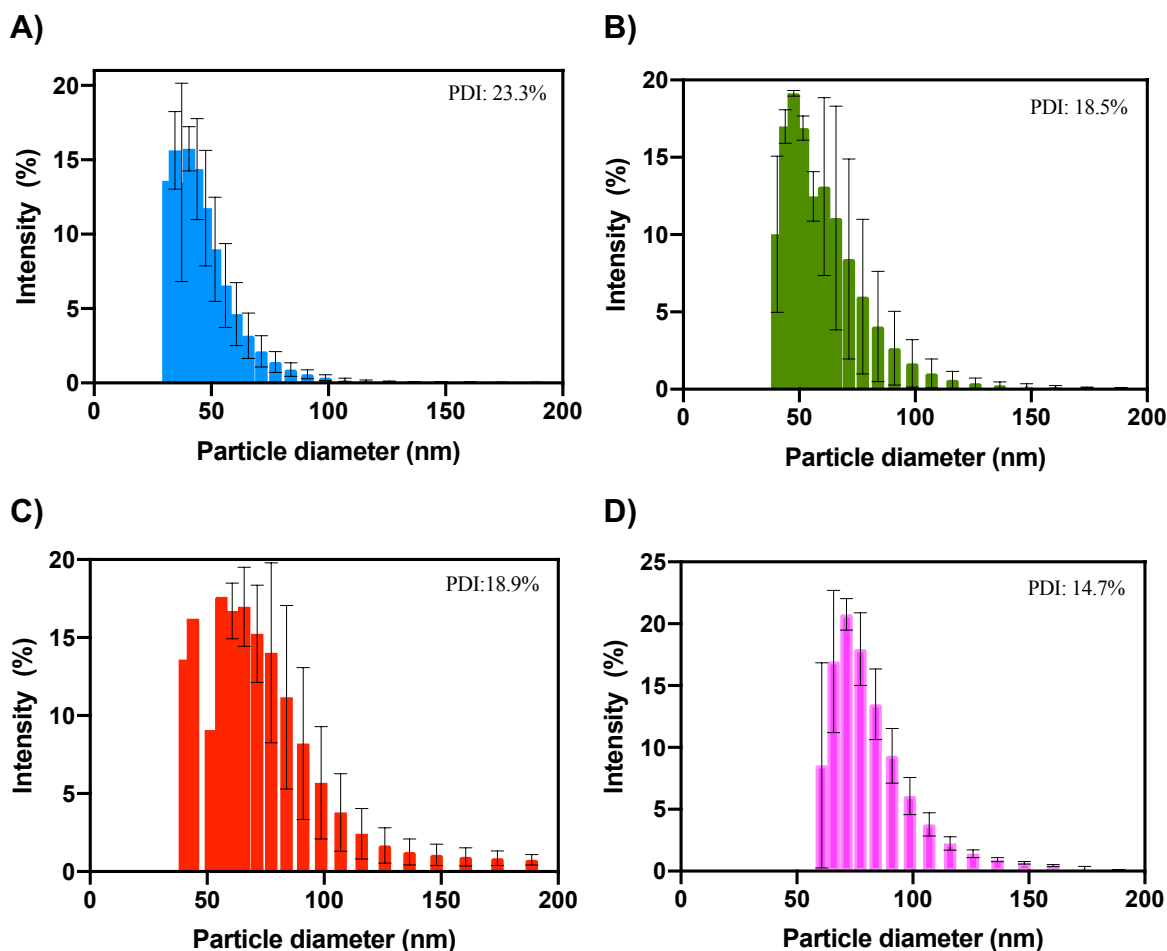 A)
PDI: 23.3%
Intensity (%)
20
15
10
5
0
0 50 100 150 200
Particle diameter (nm)
B)
PDI: 18.5%
Intensity (%)
20
15
10
5
0
0 50 100 150 200
Particle diameter (nm)
C)
PDI:18.9%
Intensity (%)
20
15
10
5
0
0 50 100 150 200
Particle diameter (nm)
D)
PDI: 14.7%
Intensity (%)
25
20
15
10
5
0
0 50 100 150 200
Particle diameter (nm)